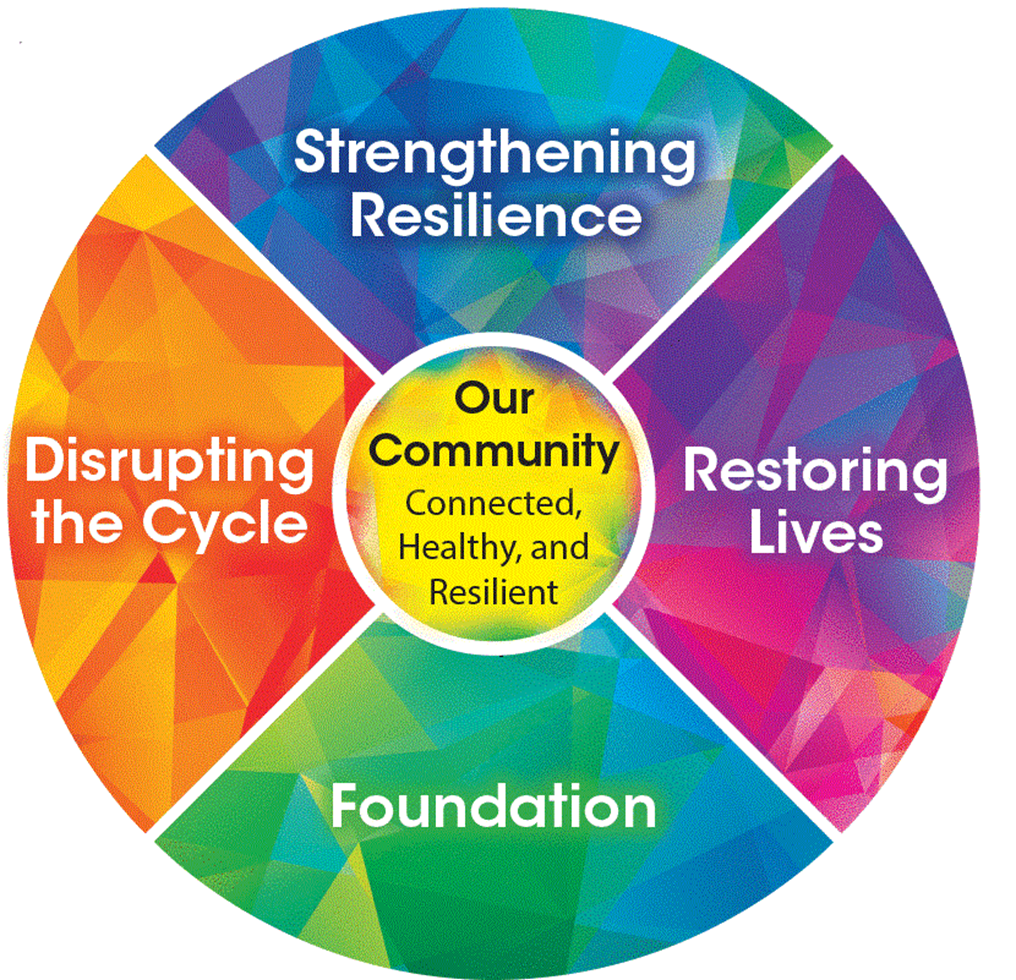 Strengthening
Resilience
Our
Community
Connected,
Healthy, and
Resilient
Disrupting
the Cycle
Restoring
Lives
Foundation